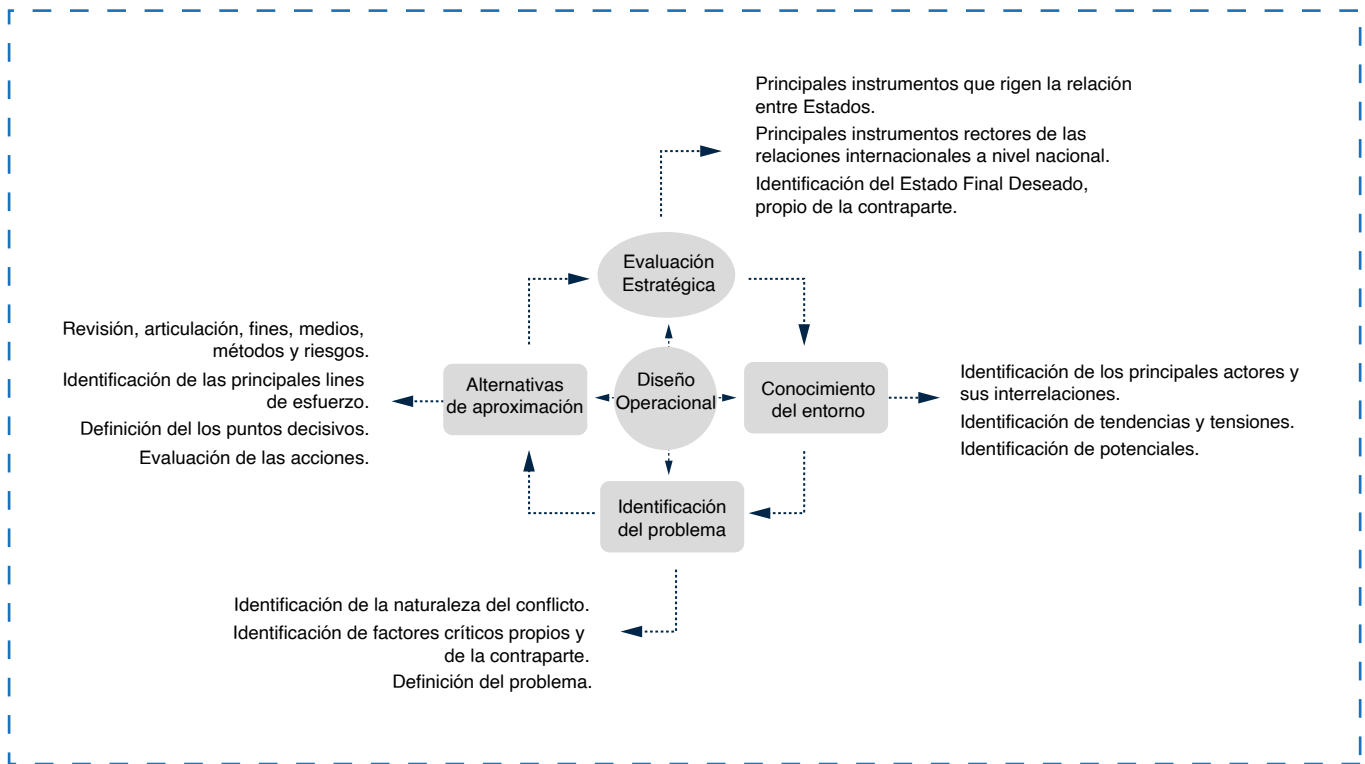 Principales instrumentos que rigen la relación
entre Estados.
Principales instrumentos rectores de las
relaciones internacionales a nivel nacional.
Identificación del Estado Final Deseado,
propio de la contraparte.
Evaluación
Estratégica
Revisión, articulación, fines, medios,
métodos y riesgos.
Identificación de las principales lines
de esfuerzo.
Definición del los puntos decisivos.
Evaluación de las acciones.
Alternativas
de aproximación
Diseño
Operacional
Conocimiento
del entorno
Identificación de los principales actores y
sus interrelaciones.
Identificación de tendencias y tensiones.
Identificación de potenciales.
Identificación
del problema
Identificación de la naturaleza del conflicto.
Identificación de factores críticos propios y
de la contraparte.
Definición del problema.